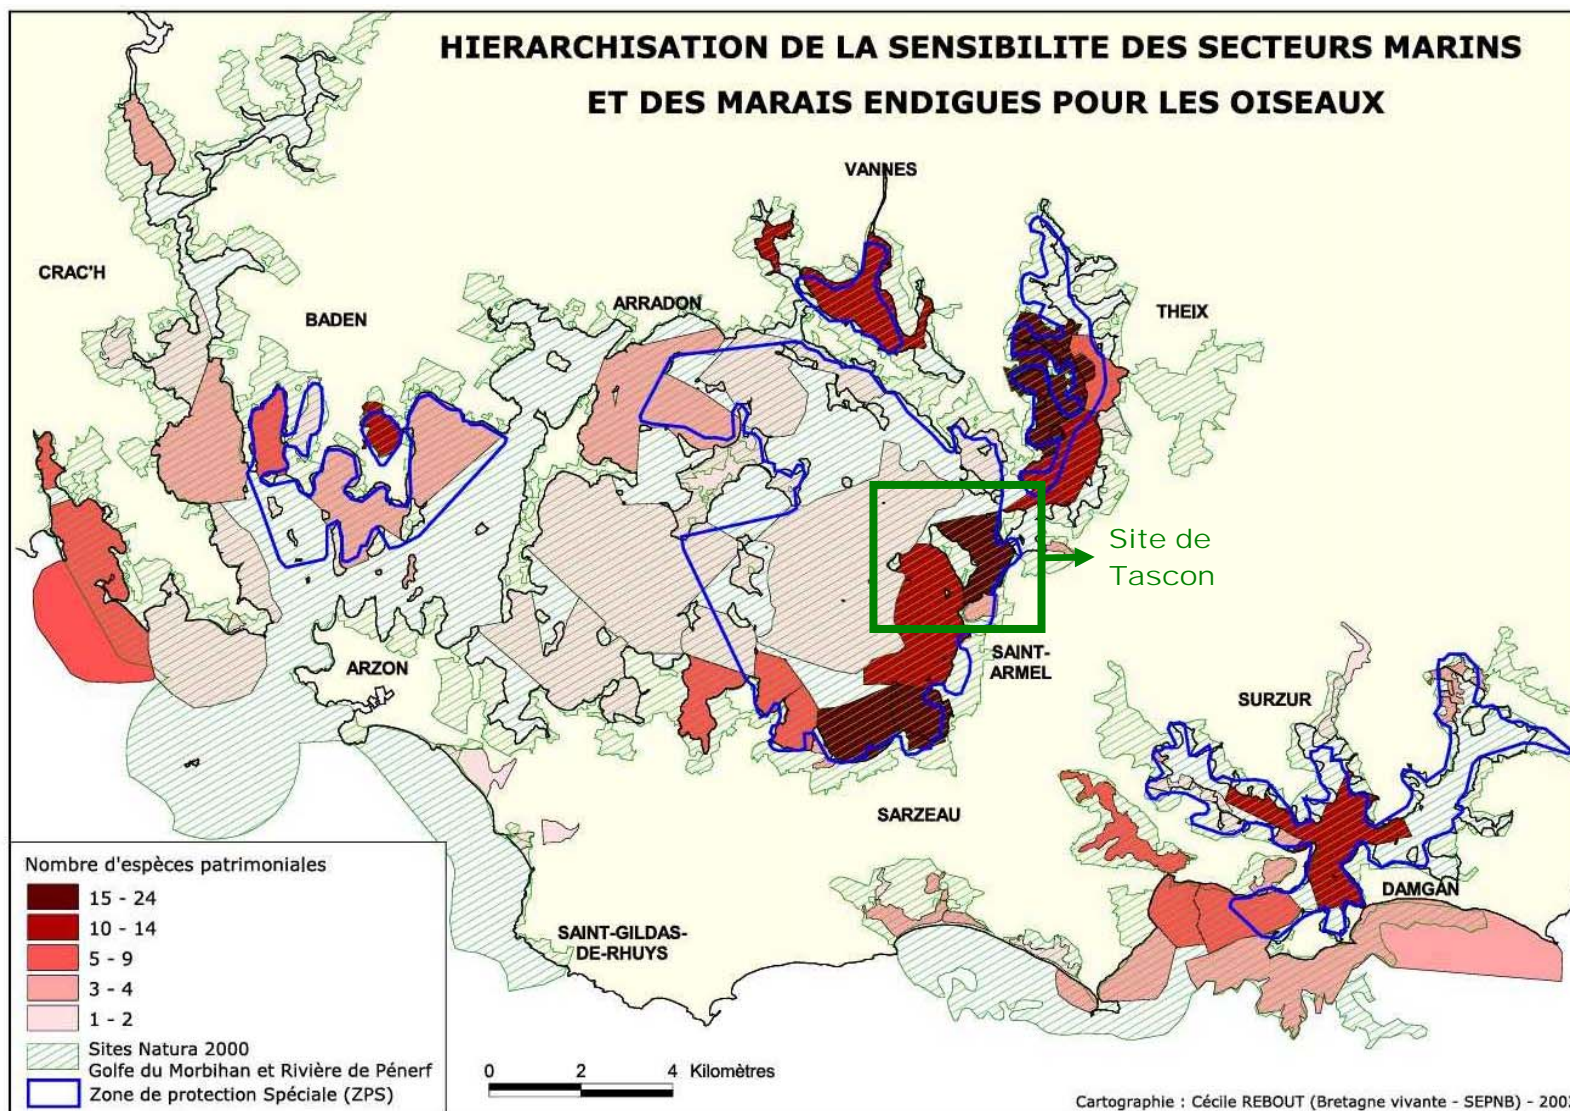 HIERARCHISATION DE LA SENSIBILITE DES SECTEURS MARINS
ET DES MARAIS ENDIGUES POUR LES OISEAUX
VANNES
CRAC'H
ARRADON
BADEN
THEIX
Site de
Tascon
ARZON
SAINT-
ARMEL
SURZUR
SARZEAU
DAMGAN
SAINT-GILDAS-
DE-RHUYS
Nombre d'espèces patrimoniales
15 - 24
10 - 14
5 - 9
3 - 4
1 - 2
Sites Natura 2000
Golfe du Morbihan et Rivière de Pénerf
Zone de protection Spéciale (ZPS)
0 2 4 Kilomètres
Cartographie : Cécile REBOUT (Bretagne vivante - SEPNB) -